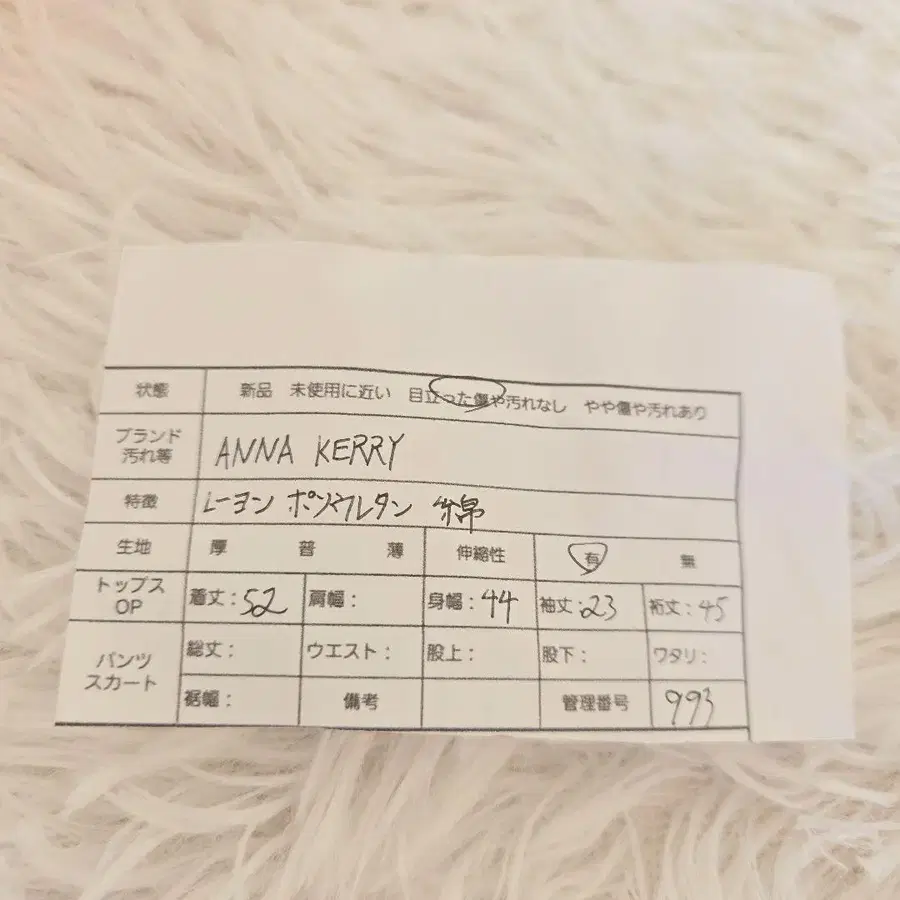 状態 新品 未使用に近い 目立った傷や汚れなし やや傷や汚れあり
ブランド
汚れ等 ANNA KERRY
特徴 レーヨン ポリウレタン 綿
生地 厚 普 薄 伸縮性 有 無
トップス
OP 着丈:52 肩幅: 身幅:44 袖丈:23 裄丈:45
パンツ
スカート 総丈: ウエスト: 股上: 股下: ワタリ:
裾幅: 備考 管理番号 993